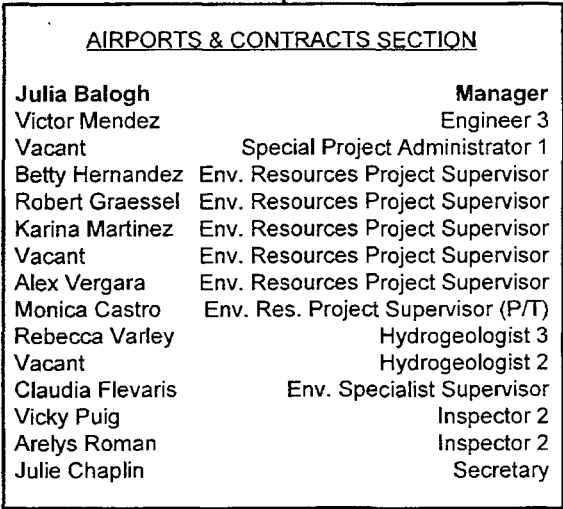 AIRPORTS & CONTRACTS SECTION
Julia Balogh Manager
Victor Mendez Engineer 3
Vacant Special Project Administrator 1
Betty Hernandez Env. Resources Project Supervisor
Robert Graessel Env. Resources Project Supervisor
Karina Martinez Env. Resources Project Supervisor
Vacant Env. Resources Project Supervisor
Alex Vergara Env. Resources Project Supervisor
Monica Castro Env. Res. Project Supervisor (P/T)
Rebecca Varley Hydrogeologist 3
Vacant Hydrogeologist 2
Claudia Flevaris Env. Specialist Supervisor
Vicky Puig Inspector 2
Arelys Roman Inspector 2
Julie Chaplin Secretary